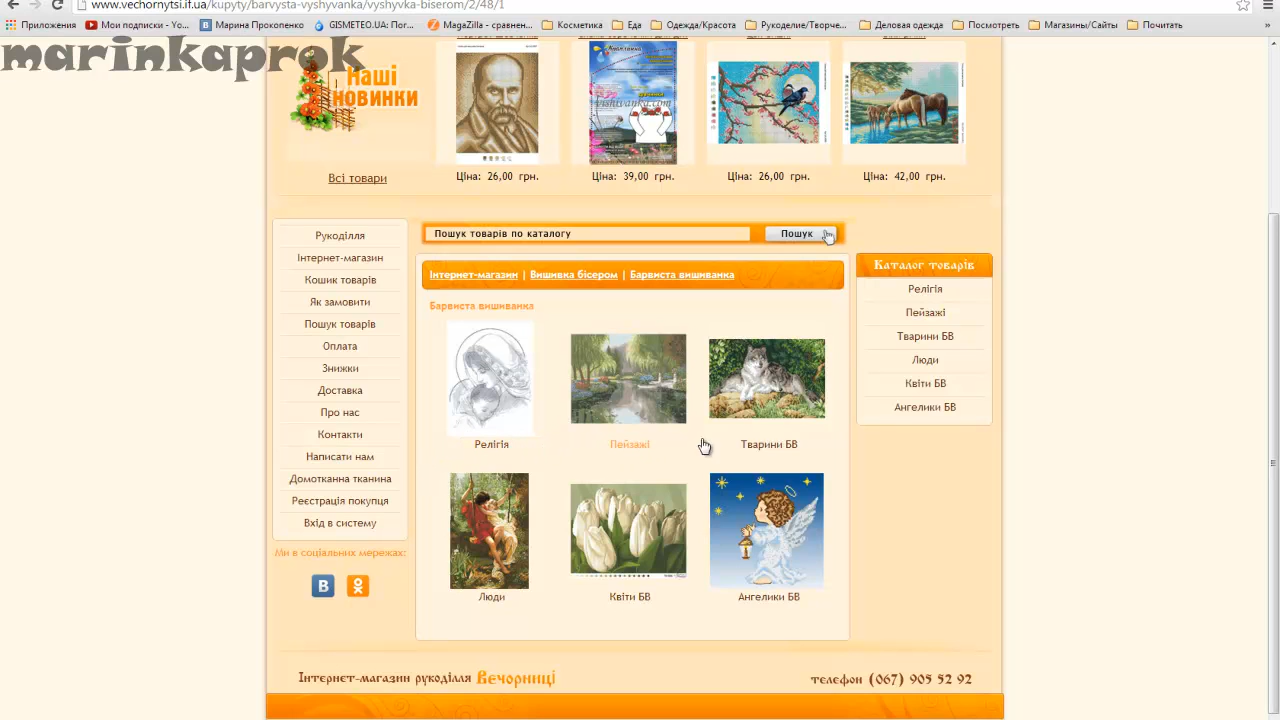 www.vechornytsi.if.ua/kupyty/barvysta-vyshyvanka/vyshyvka-biserom/2/48/1
Приложения
Мои подписки - Yo...
Марина Прокопенко
GISMETEO.UA: Пог...
MagaZilla - сравнен...
Косметика
Еда
Одежда/Красота
Рукоделие/Творче...
Деловая одежда
Посмотреть
Магазины/Сайты
Почитать
marinkaprok
Наші
новинки
vishivanka.com
Всі товари
Ціна: 26,00 грн.
Ціна: 39,00 грн.
Ціна: 26,00 грн.
Ціна: 42,00 грн.
Рукоділля
Інтернет-магазин
Кошик товарів
Як замовити
Пошук товарів
Оплата
Знижки
Доставка
Про нас
Контакти
Написати нам
Домотканна тканина
Реєстрація покупця
Вхід в систему
Ми в соціальних мережах:
В
Пошук товарів по каталогу
Пошук
Інтернет-магазин | Вишивка бісером | Барвиста вишиванка
Барвиста вишиванка
Релігія
Пейзажі
Тварини БВ
Люди
Квіти БВ
Ангелики БВ
Каталог товарів
Релігія
Пейзажі
Тварини БВ
Люди
Квіти БВ
Ангелики БВ
Інтернет-магазин рукоділля Вечорниці
телефон (067) 905 52 92